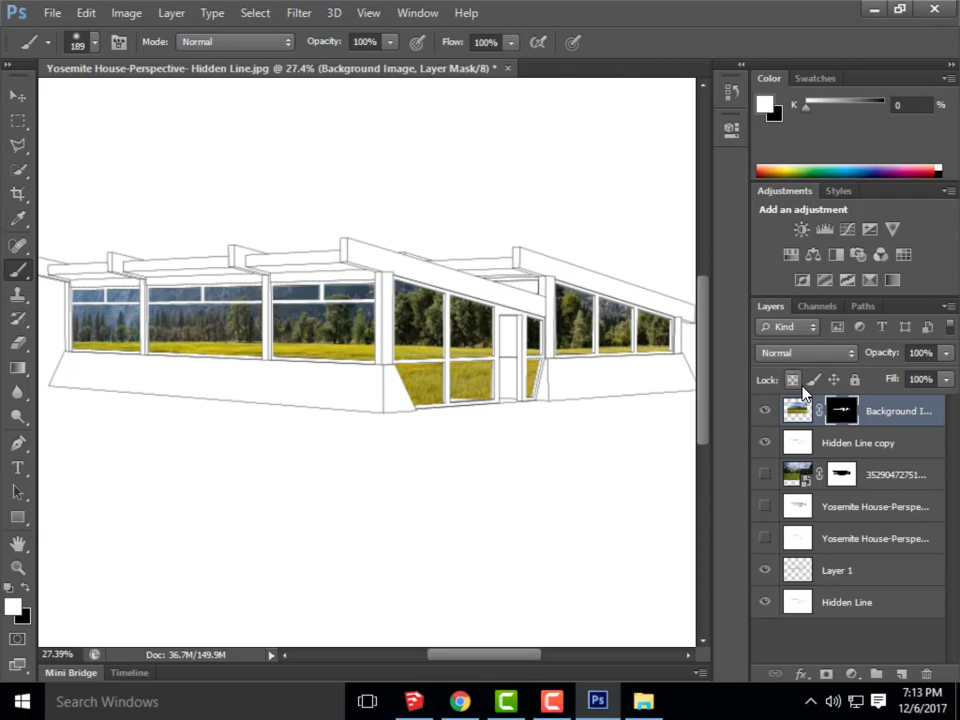 Ps File Edit Image Layer Type Select Filter 3D View Window Help
189 Mode: Normal Opacity: 100% Flow: 100%
Yosemite House-Perspective- Hidden Line.jpg @ 27.4% (Background Image, Layer Mask/8) * ×
Color Swatches
K 0 %
Adjustments Styles
Add an adjustment
Layers Channels Paths
Kind
Normal Opacity: 100%
Lock: Fill: 100%
Background I...
Hidden Line copy
35290472751...
Yosemite House-Perspe...
Yosemite House-Perspe...
Layer 1
Hidden Line
27.39% Doc: 36.7M/149.9M
Mini Bridge Timeline
Search Windows
7:13 PM
12/6/2017